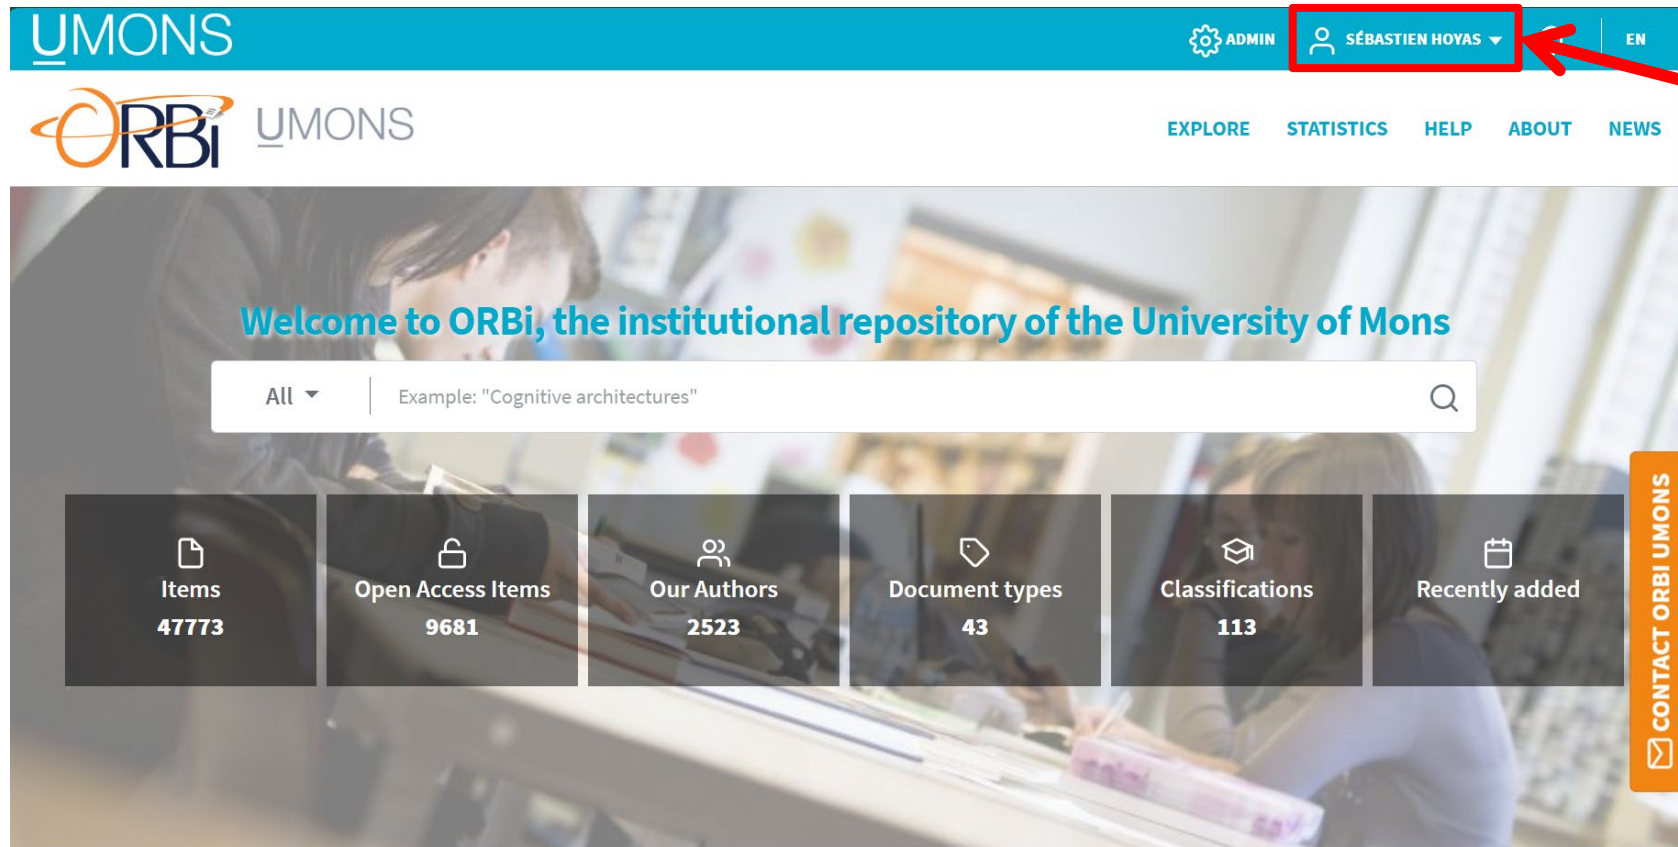 UMONS
ADMIN
SÉBASTIEN HOYAS
EN
ORBi UMONS
EXPLORE STATISTICS HELP ABOUT NEWS
Welcome to ORBi, the institutional repository of the University of Mons
All
Example: "Cognitive architectures"
Items
47773
Open Access Items
9681
Our Authors
2523
Document types
43
Classifications
113
Recently added
CONTACT ORBI UMONS